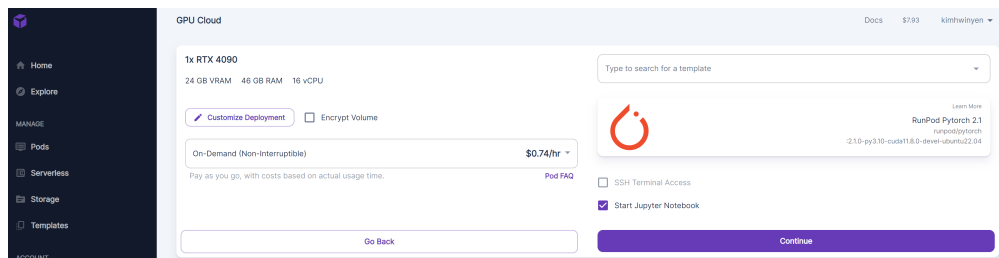 GPU Cloud
Docs
$7.93
kimhwinyen
Home
Explore
MANAGE
Pods
Serverless
Storage
Templates
ACCOUNT
1x RTX 4090
24 GB VRAM 46 GB RAM 16 vCPU
Customize Deployment
Encrypt Volume
On-Demand (Non-Interruptible)
$0.74/hr
Pay as you go, with costs based on actual usage time.
Pod FAQ
Go Back
Type to search for a template
Learn More
RunPod Pytorch 2.1
runpod/pytorch
:2.1.0-py3.10-cuda11.8.0-devel-ubuntu22.04
SSH Terminal Access
Start Jupyter Notebook
Continue